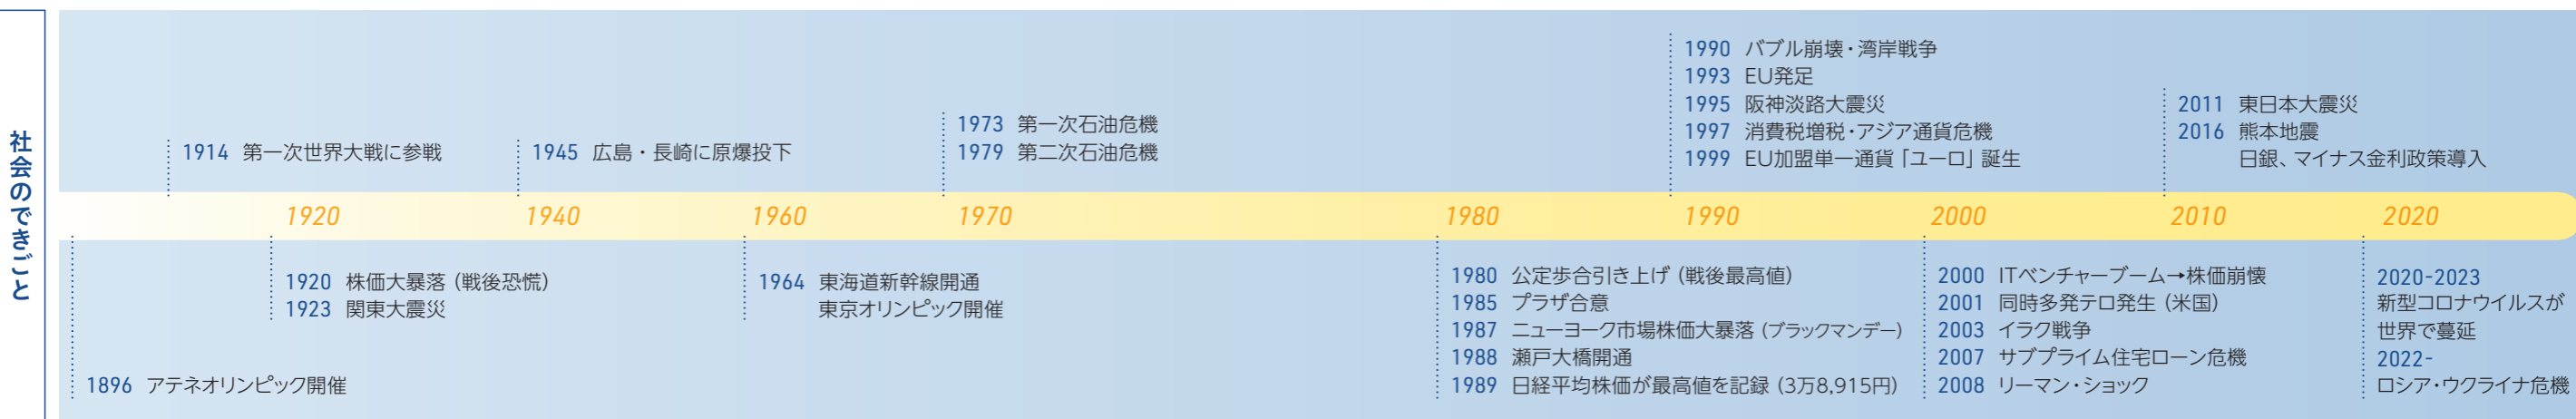 社会のできごと
1990 バブル崩壊・湾岸戦争
1993 EU発足
1995 阪神淡路大震災
1997 消費税増税・アジア通貨危機
1999 EU加盟単一通貨「ユーロ」誕生
2011 東日本大震災
2016 熊本地震
日銀、マイナス金利政策導入
1973 第一次石油危機
1979 第二次石油危機
1914 第一次世界大戦に参戦
1945 広島・長崎に原爆投下
1920 1940 1960 1970 1980 1990 2000 2010 2020
1896 アテネオリンピック開催
1920 株価大暴落（戦後恐慌）
1923 関東大震災
1964 東海道新幹線開通
東京オリンピック開催
1980 公定歩合引き上げ（戦後最高値）
1985 プラザ合意
1987 ニューヨーク市場株価大暴落（ブラックマンデー）
1988 瀬戸大橋開通
1989 日経平均株価が最高値を記録（3万8,915円）
2000 ITベンチャーブーム→株価崩懐
2001 同時多発テロ発生（米国）
2003 イラク戦争
2007 サブプライム住宅ローン危機
2008 リーマン・ショック
2020-2023
新型コロナウイルスが
世界で蔓延
2022-
ロシア・ウクライナ危機